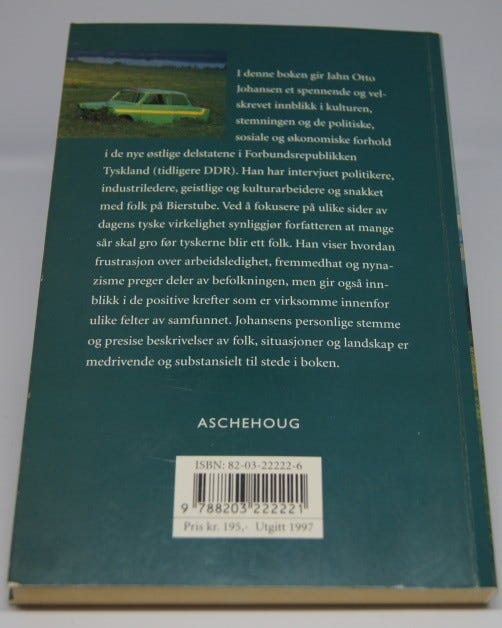 I denne boken gir Jahn Otto
Johansen et spennende og vel-
skrevet innblikk i kulturen,
stemningen og de politiske,
sosiale og økonomiske forhold
i de nye østlige delstatene i Forbundsrepublikken
Tyskland (tidligere DDR). Han har intervjuet politikere,
industriledere, geistlige og kulturarbeidere og snakket
med folk på Bierstube. Ved å fokusere på ulike sider av
dagens tyske virkelighet synliggjør forfatteren at mange
sår skal gro før tyskerne blir ett folk. Han viser hvordan
frustrasjon over arbeidsledighet, fremmedhat og nyna-
zisme preger deler av befolkningen, men gir også inn-
blikk i de positive krefter som er virksomme innenfor
ulike felter av samfunnet. Johansens personlige stemme
og presise beskrivelser av folk, situasjoner og landskap er
medrivende og substansielt til stede i boken.
ASCHEHOUG
ISBN: 82-03-22222-6
9 788203 222221
Pris kr. 195,- Utgitt 1997